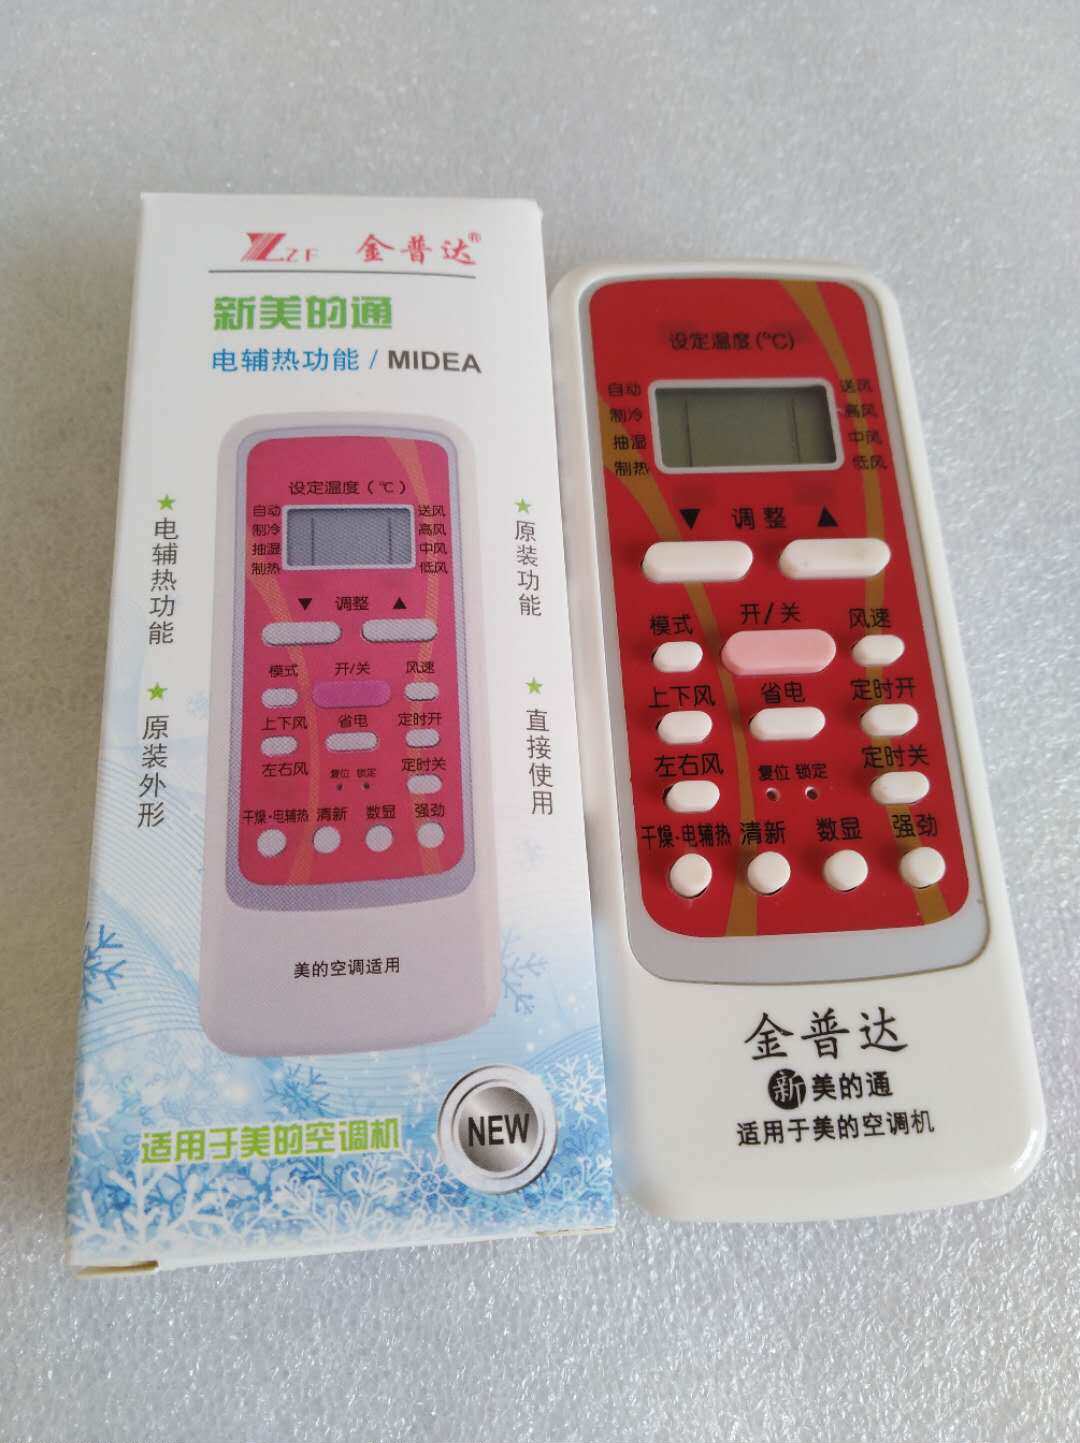 ZZF 金普达®
新美的通
电辅热功能 / MIDEA
设定温度（℃）
自动
制冷
抽湿
制热
送风
高风
中风
低风
▼ 调整 ▲
模式 开/关 风速
上下风 省电 定时开
左右风 复位 锁定 定时关
干燥·电辅热 清新 数显 强劲
美的空调适用
★电辅热功能
★原装外形
★原装功能
★直接使用
适用于美的空调机
NEW
设定温度(℃)
自动
制冷
抽湿
制热
送风
高风
中风
低风
▼ 调整 ▲
模式 开/关 风速
上下风 省电 定时开
左右风 复位 锁定 定时关
干燥·电辅热 清新 数显 强劲
金普达
新美的通
适用于美的空调机